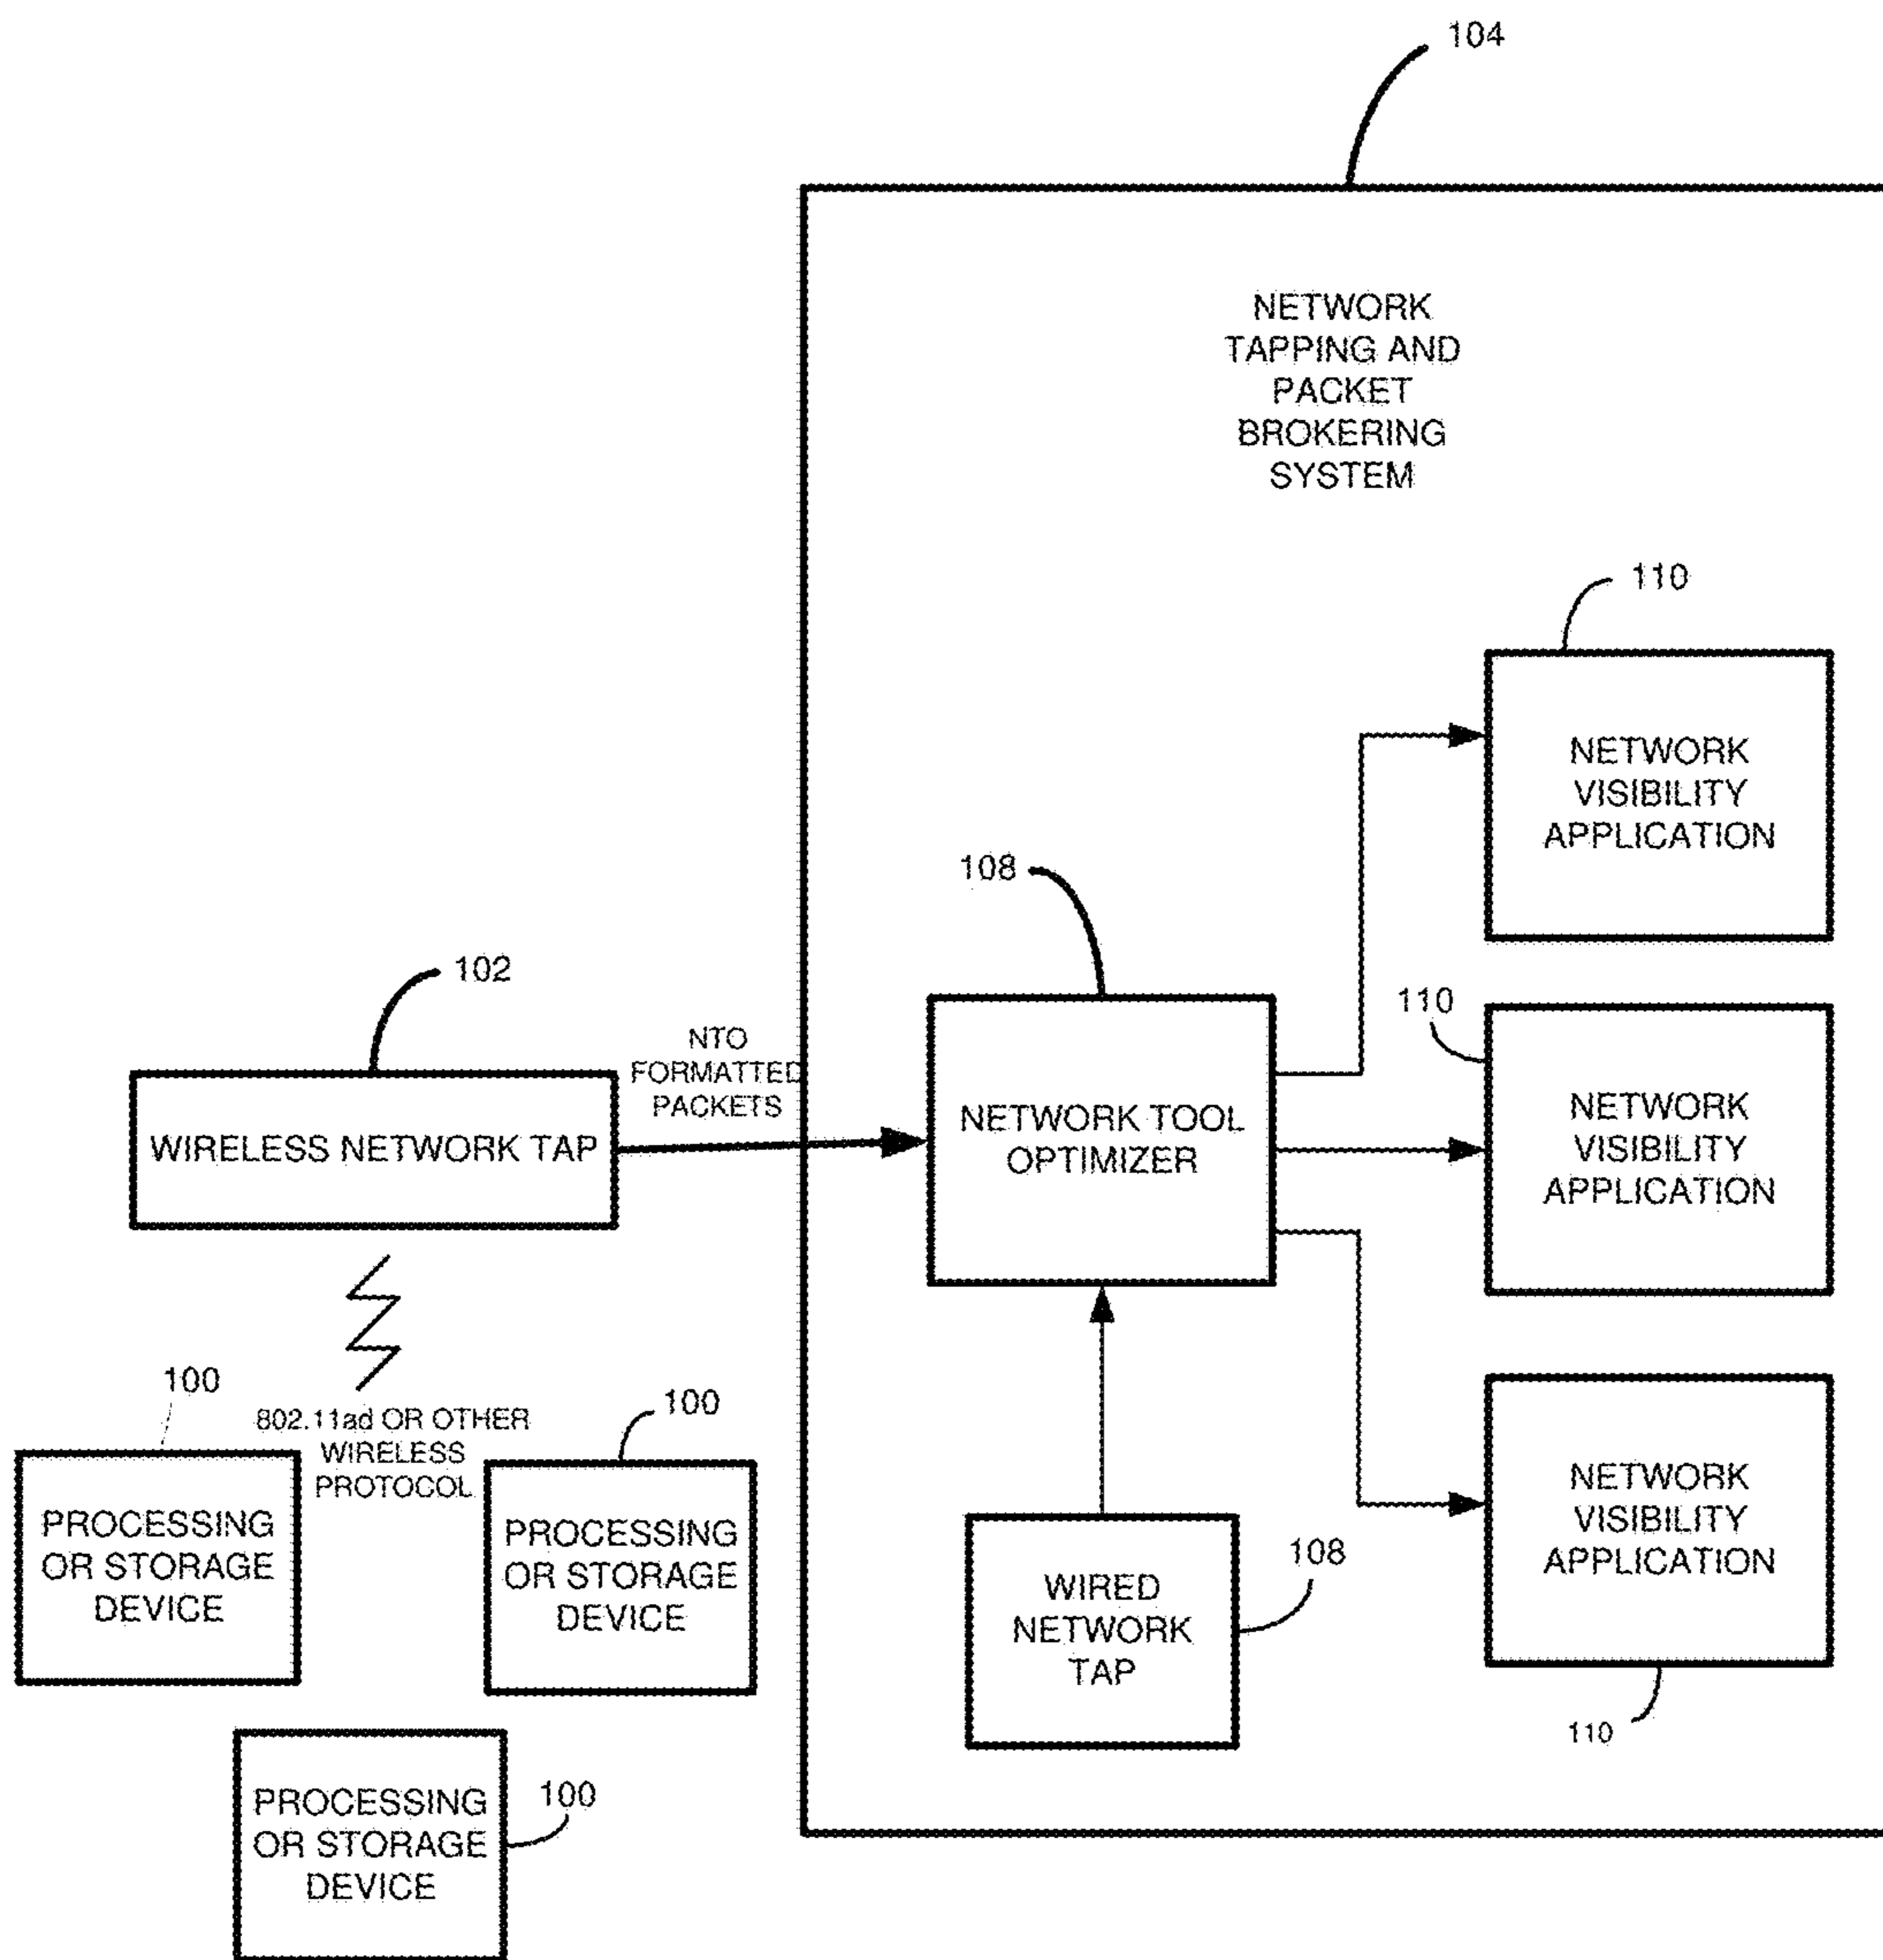 104
NETWORK
TAPPING AND
PACKET
BROKERING
SYSTEM
110
NETWORK
VISIBILITY
APPLICATION
108
102
110
NTO
FORMATTED
PACKETS
WIRELESS NETWORK TAP
NETWORK TOOL
OPTIMIZER
NETWORK
VISIBILITY
APPLICATION
100
802.11ad OR OTHER
WIRELESS
PROTOCOL
100
PROCESSING
OR STORAGE
DEVICE
PROCESSING
OR STORAGE
DEVICE
WIRED
NETWORK
TAP
108
NETWORK
VISIBILITY
APPLICATION
110
PROCESSING
OR STORAGE
DEVICE
100